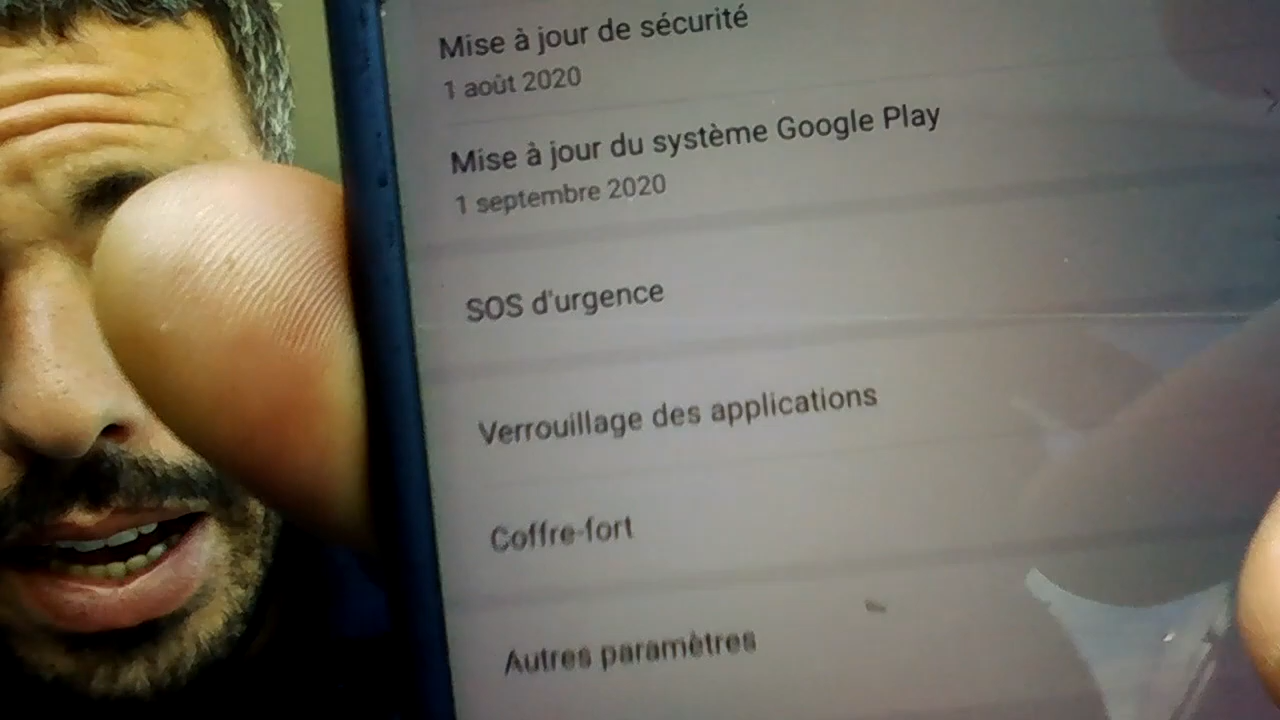 Mise à jour de sécurité
1 août 2020
Mise à jour du système Google Play
1 septembre 2020
SOS d'urgence
Verrouillage des applications
Coffre-fort
Autres paramètres